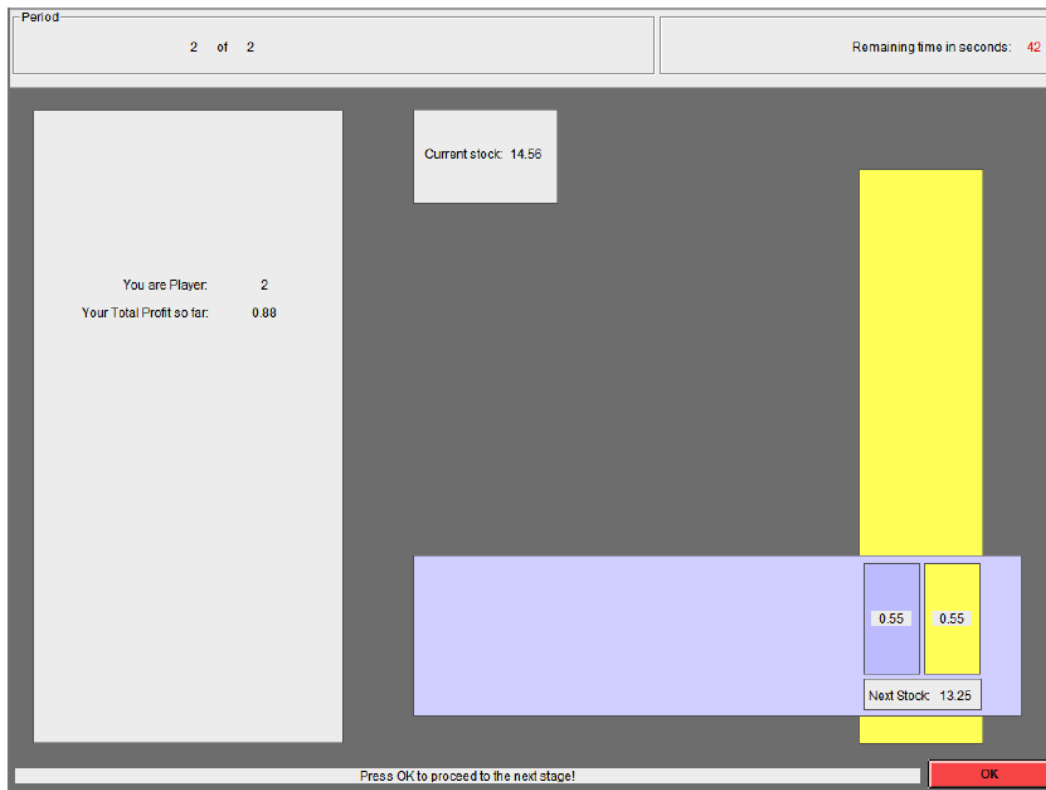 Period
2 of 2
Remaining time in seconds: 42
Current stock: 14.56
You are Player: 2
Your Total Profit so far: 0.88
0.55 0.55
Next Stock: 13.25
Press OK to proceed to the next stage!
OK